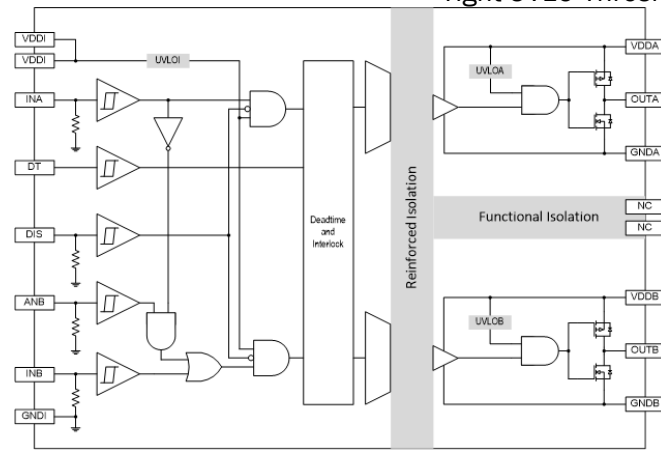 VDDI
VDDI
UVLOI
INA
DT
DIS
ANB
INB
GNDI
Deadtime
and
Interlock
Reinforced Isolation
UVLOA
VDDA
OUTA
GNDA
Functional Isolation
NC
NC
UVLOB
VDDB
OUTB
GNDB